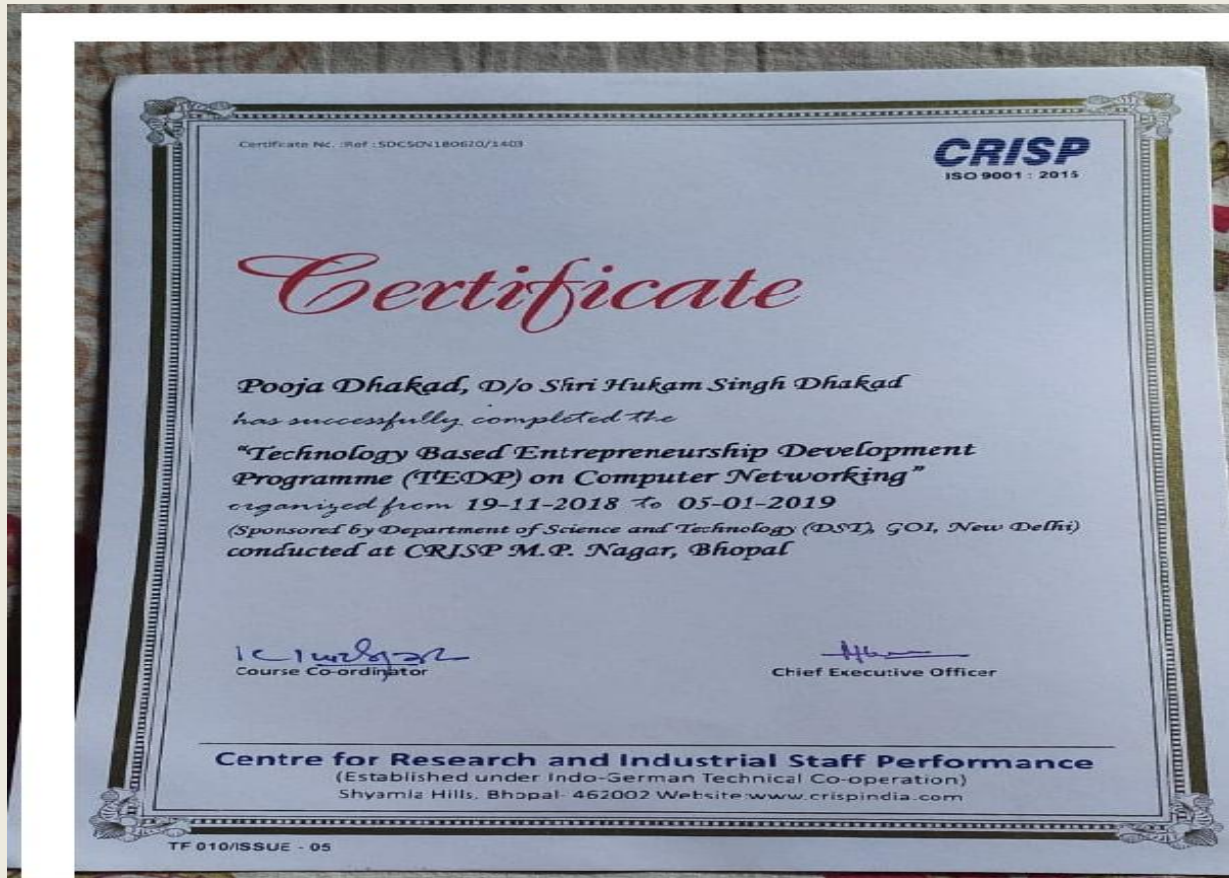 Certificate No. :Ref :SDCSON180620/1403
CRISP
ISO 9001 : 2015
Certificate
Pooja Dhakad, D/o Shri Hukam Singh Dhakad
has successfully completed the
“Technology Based Entrepreneurship Development
Programme (TEDP) on Computer Networking”
organized from 19-11-2018 to 05-01-2019
(Sponsored by Department of Science and Technology (DST), GOI, New Delhi)
conducted at CRISP M.P. Nagar, Bhopal
Course Co-ordinator
Chief Executive Officer
Centre for Research and Industrial Staff Performance
(Established under Indo-German Technical Co-operation)
Shyamla Hills, Bhopal- 462002 Website:www.crispindia.com
TF 010/ISSUE - 05